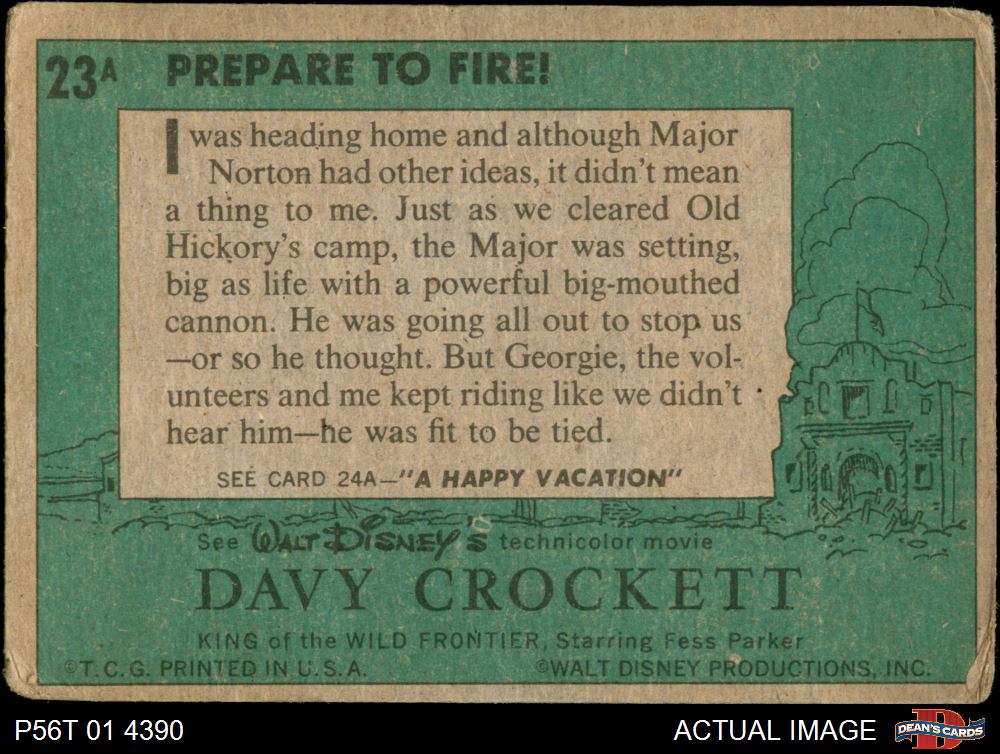 23A PREPARE TO FIRE!
I was heading home and although Major
Norton had other ideas, it didn't mean
a thing to me. Just as we cleared Old
Hickory's camp, the Major was setting,
big as life with a powerful big-mouthed
cannon. He was going all out to stop us
—or so he thought. But Georgie, the vol-
unteers and me kept riding like we didn't
hear him—he was fit to be tied.
SEE CARD 24A—"A HAPPY VACATION"
See WALT DISNEY'S technicolor movie
DAVY CROCKETT
KING of the WILD FRONTIER, Starring Fess Parker
©T.C.G. PRINTED IN U.S.A. ©WALT DISNEY PRODUCTIONS, INC.
P56T 01 4390 ACTUAL IMAGE D DEAN'S CARDS